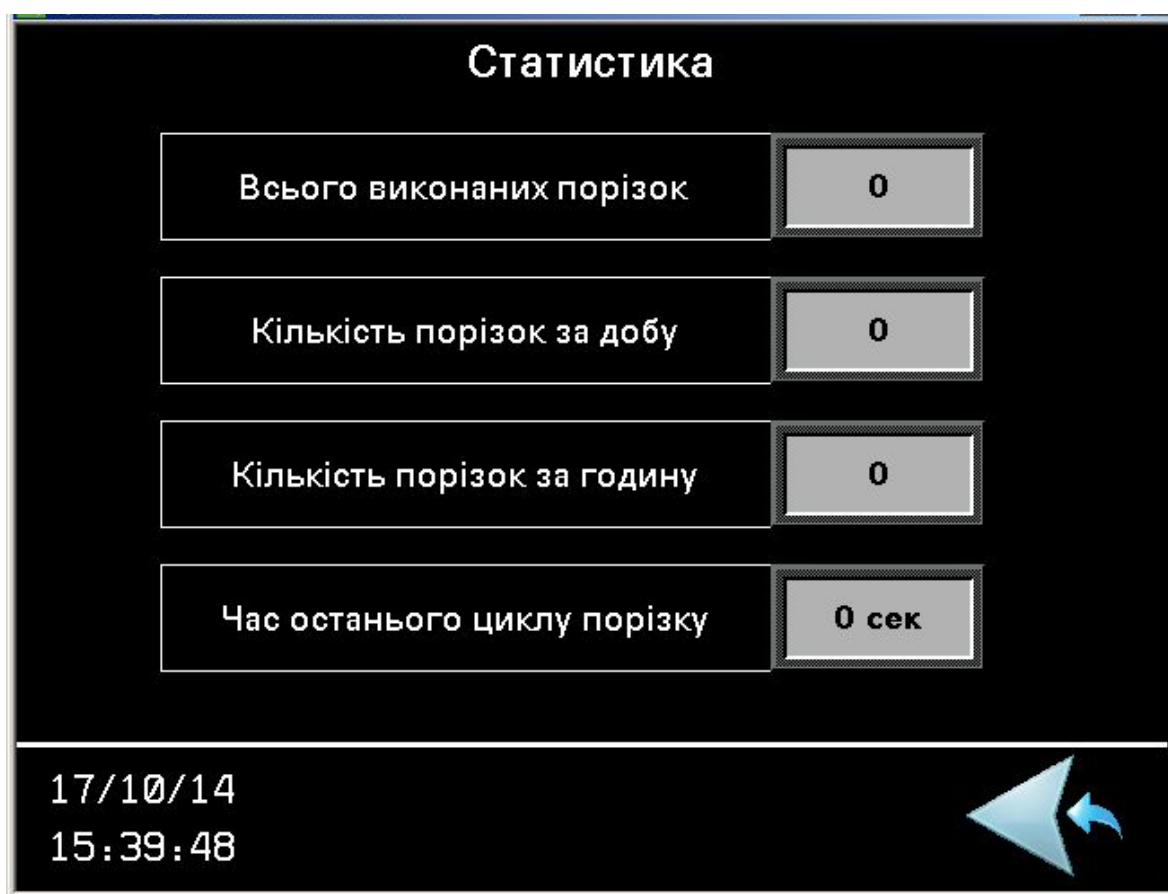 Статистика
Всього виконаних порізок 0
Кількість порізок за добу 0
Кількість порізок за годину 0
Час останього циклу порізку 0 сек
17/10/14
15:39:48